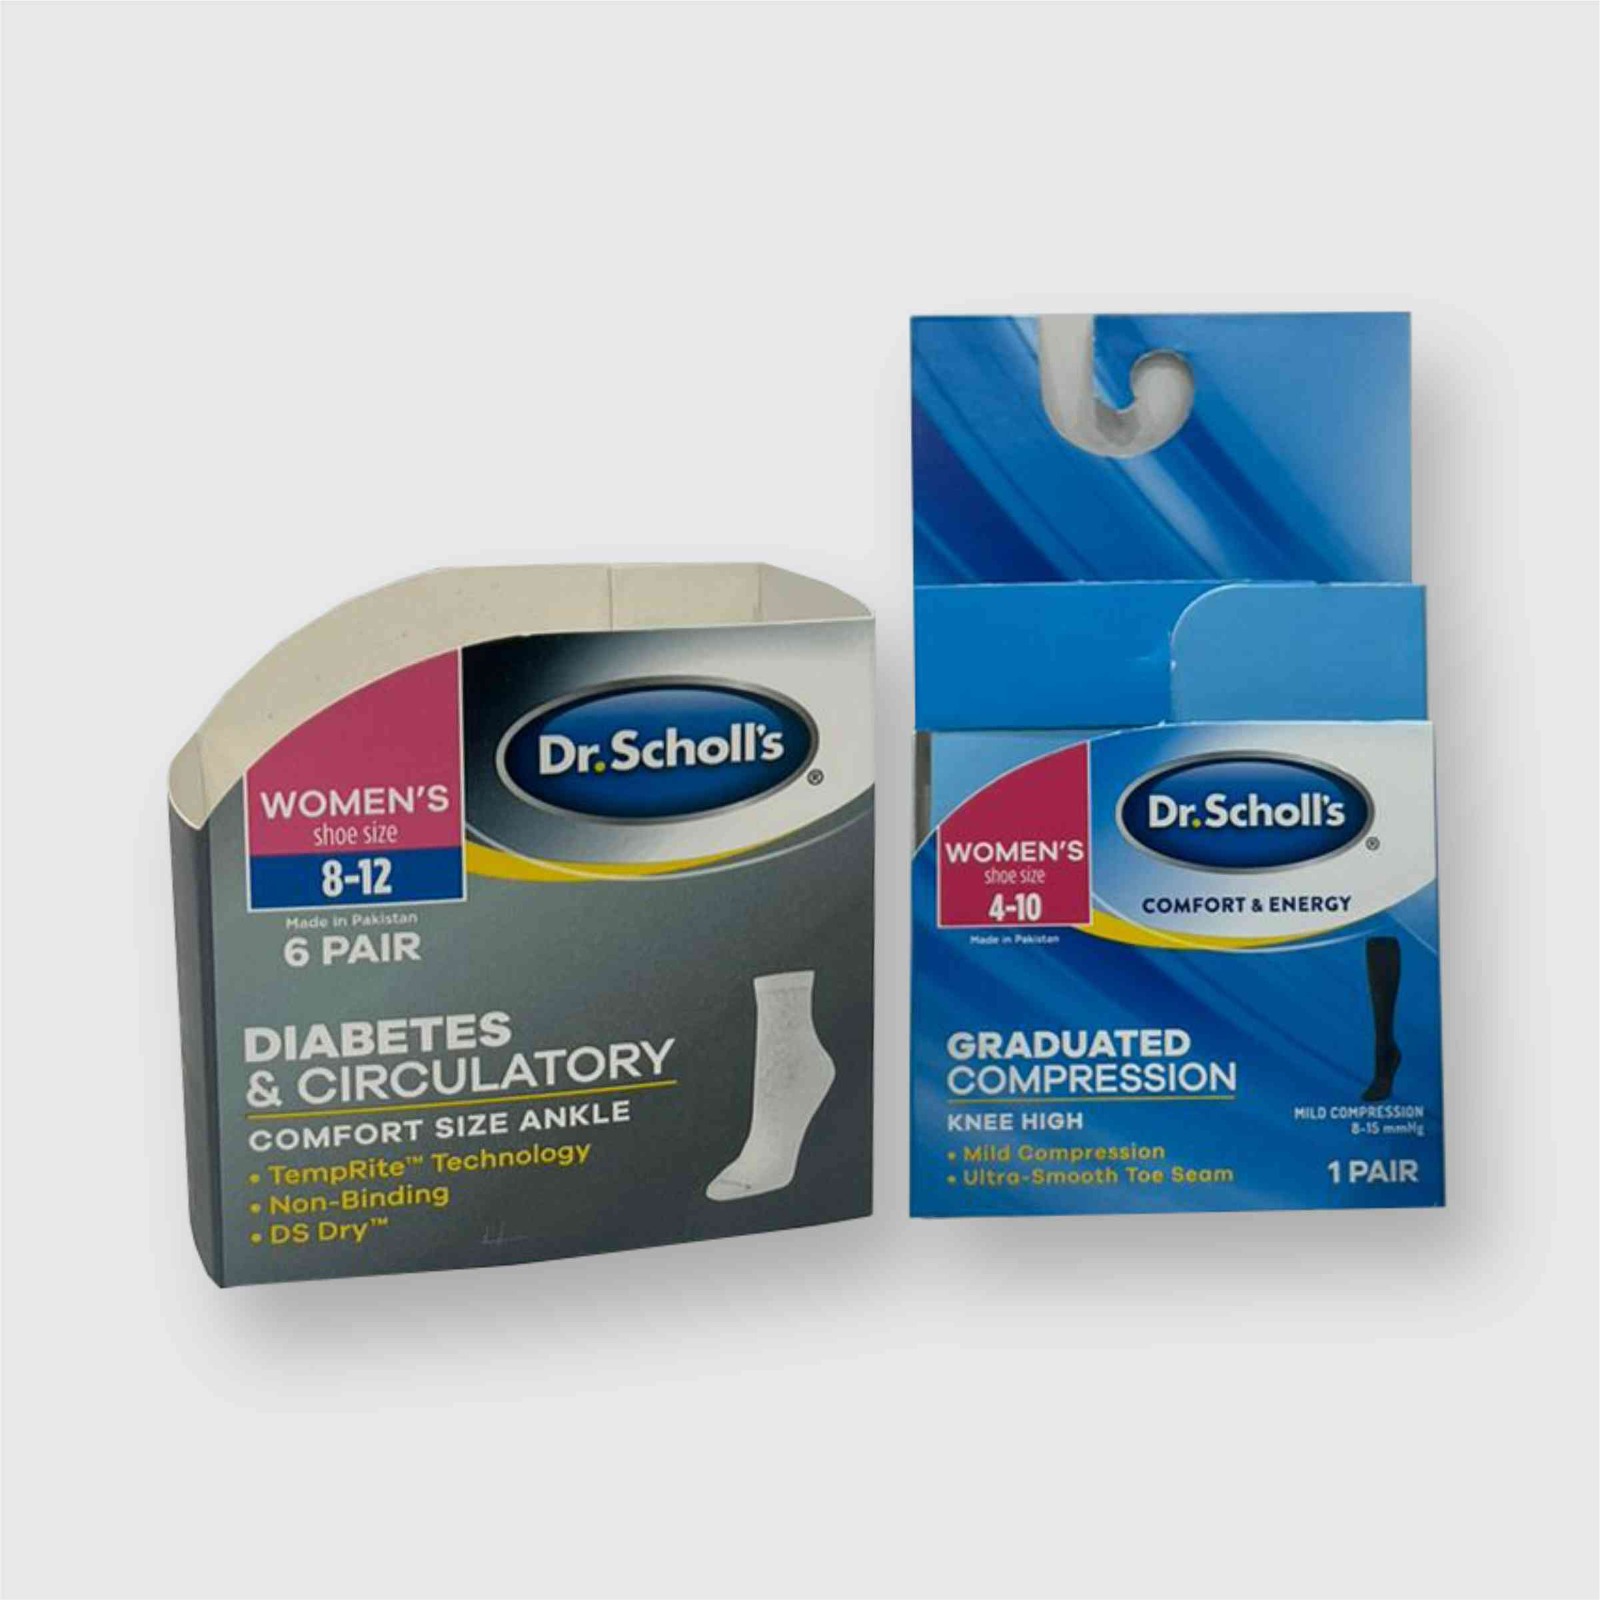 Dr. Scholl's ®
WOMEN'S
shoe size
8-12
Made in Pakistan
6 PAIR
DIABETES
& CIRCULATORY
COMFORT SIZE ANKLE
• TempRite™ Technology
• Non-Binding
• DS Dry™
Dr. Scholl's ®
COMFORT & ENERGY
WOMEN'S
shoe size
4-10
Made in Pakistan
GRADUATED
COMPRESSION
KNEE HIGH
• Mild Compression
• Ultra-Smooth Toe Seam
MILD COMPRESSION
8-15 mmHg
1 PAIR